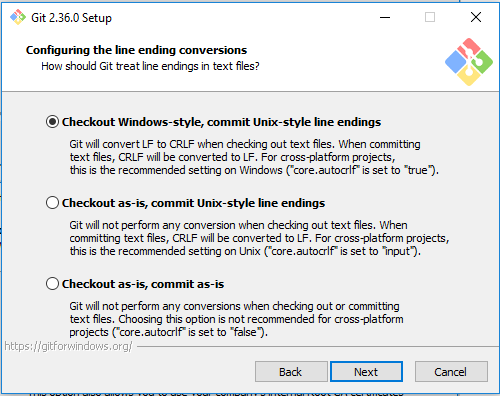 Git 2.36.0 Setup
Configuring the line ending conversions
How should Git treat line endings in text files?
Checkout Windows-style, commit Unix-style line endings
Git will convert LF to CRLF when checking out text files. When committing
text files, CRLF will be converted to LF. For cross-platform projects,
this is the recommended setting on Windows ("core.autocrlf" is set to "true").
Checkout as-is, commit Unix-style line endings
Git will not perform any conversion when checking out text files. When
committing text files, CRLF will be converted to LF. For cross-platform projects,
this is the recommended setting on Unix ("core.autocrlf" is set to "input").
Checkout as-is, commit as-is
Git will not perform any conversions when checking out or committing
text files. Choosing this option is not recommended for cross-platform
projects ("core.autocrlf" is set to "false").
https://gitforwindows.org/
Back Next Cancel